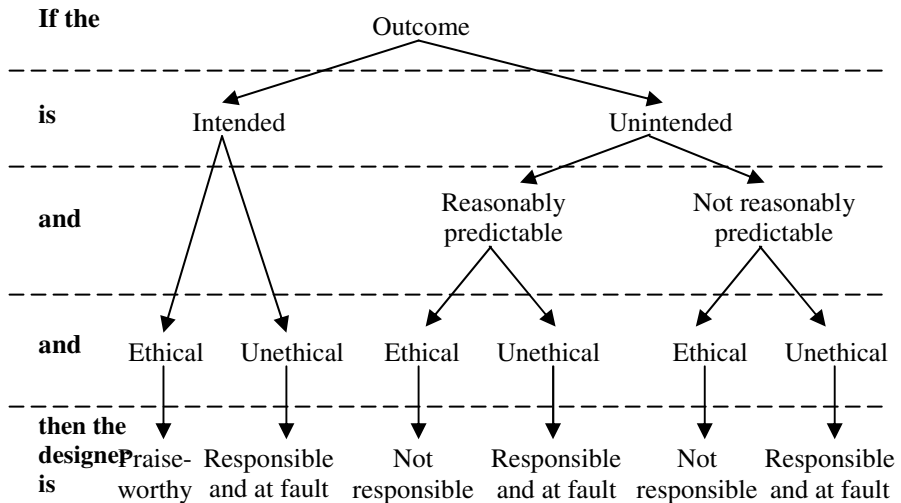 If the
Outcome
is
Intended
Unintended
and
Reasonably
predictable
Not reasonably
predictable
and
Ethical
Unethical
Ethical
Unethical
Ethical
Unethical
then the
designer
is
Praise-
worthy
Responsible
and at fault
Not
responsible
Responsible
and at fault
Not
responsible
Responsible
and at fault